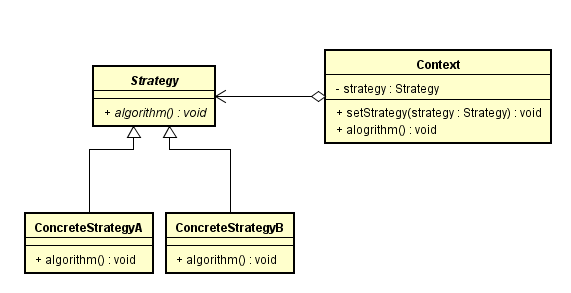 Strategy
+ algorithm() : void
Context
- strategy : Strategy
+ setStrategy(strategy : Strategy) : void
+ alogrithm() : void
ConcreteStrategyA
+ algorithm() : void
ConcreteStrategyB
+ algorithm() : void